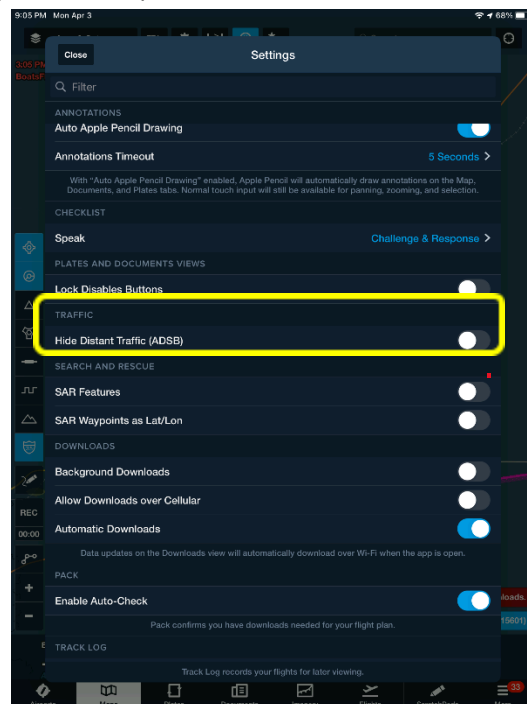 9:05 PM Mon Apr 3
68%
Close
Settings
3:05 PM
Filter
ANNOTATIONS
Auto Apple Pencil Drawing
Annotations Timeout
5 Seconds >
With "Auto Apple Pencil Drawing" enabled, Apple Pencil will automatically draw annotations on the Map,
Documents, and Plates tabs. Normal touch input will still be available for panning, zooming, and selection.
CHECKLIST
Speak
Challenge & Response >
PLATES AND DOCUMENTS VIEWS
Lock Disables Buttons
TRAFFIC
Hide Distant Traffic (ADSB)
SEARCH AND RESCUE
SAR Features
SAR Waypoints as Lat/Lon
DOWNLOADS
Background Downloads
Allow Downloads over Cellular
REC
Automatic Downloads
00:00
Data updates on the Downloads view will automatically download over Wi-Fi when the app is open.
PACK
Enable Auto-Check
loads.
15601)
Pack confirms you have downloads needed for your flight plan.
TRACK LOG
Track Log records your flights for later viewing.
33